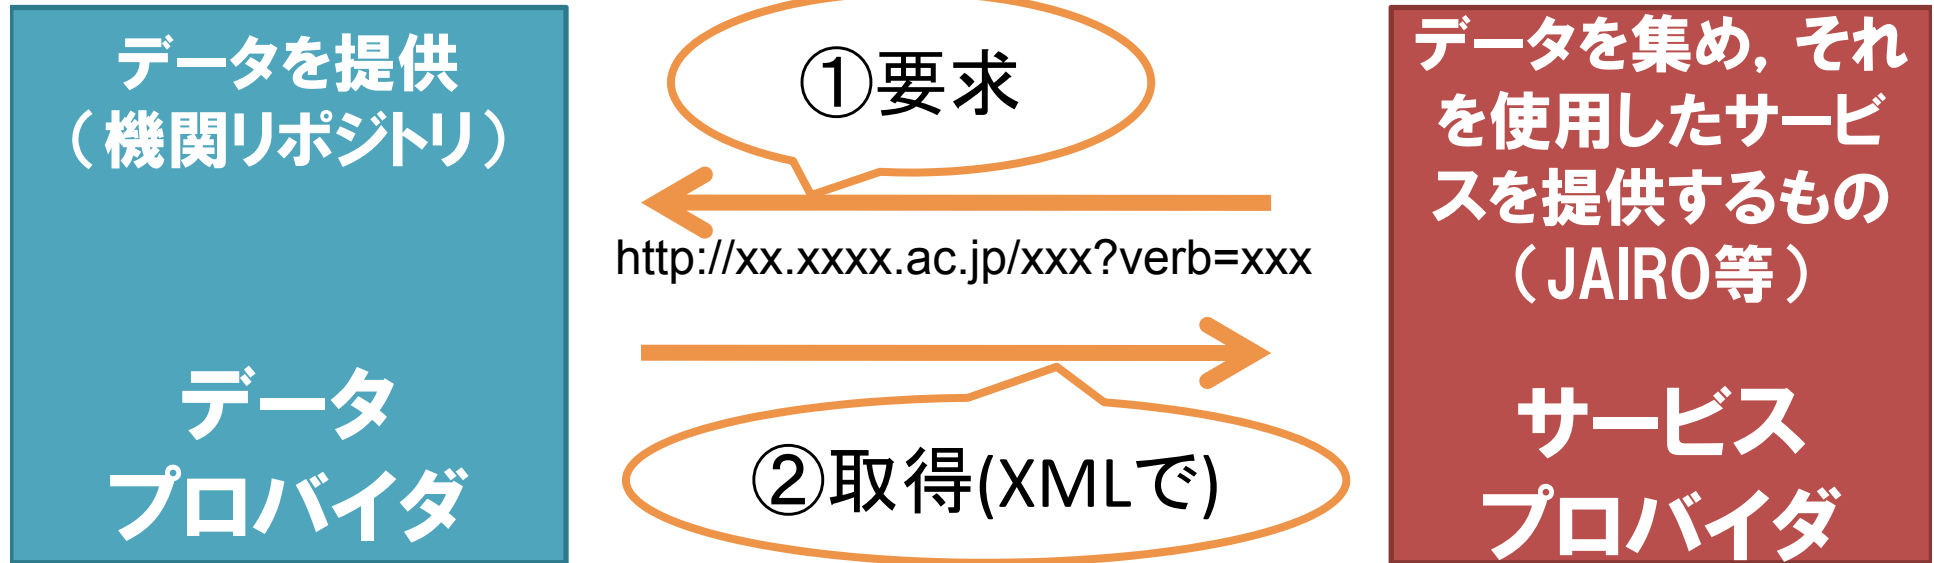 データを提供
（機関リポジトリ）
データ
プロバイダ
①要求
http://xx.xxxx.ac.jp/xxx?verb=xxx
②取得(XMLで)
データを集め，それ
を使用したサービ
スを提供するもの
（JAIRO等）
サービス
プロバイダ